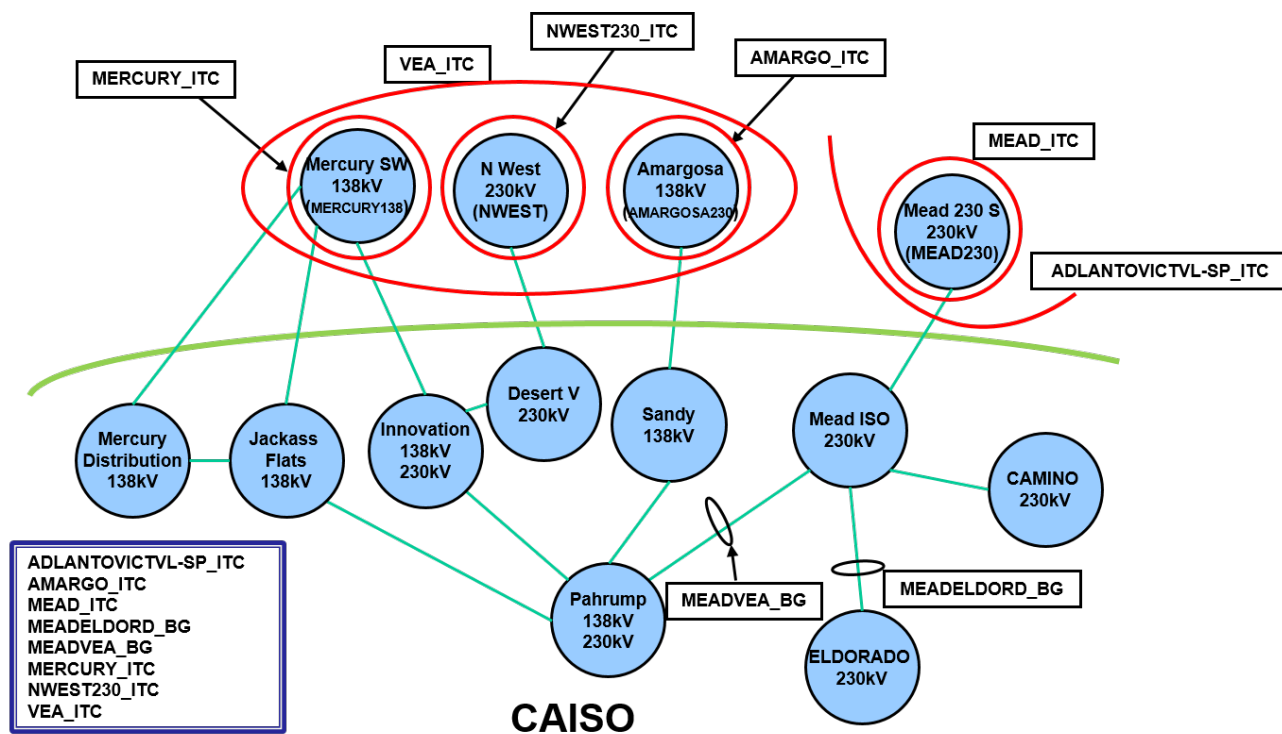 NWEST230_ITC
VEA_ITC
AMARGO_ITC
MERCURY_ITC
MEAD_ITC
Mercury SW
138kV
(MERCURY138)
N West
230kV
(NWEST)
Amargosa
138kV
(AMARGOSA230)
Mead 230 S
230kV
(MEAD230)
ADLANTOVICTVL-SP_ITC
Mercury
Distribution
138kV
Jackass
Flats
138kV
Innovation
138kV
230kV
Desert V
230kV
Sandy
138kV
Mead ISO
230kV
CAMINO
230kV
Pahrump
138kV
230kV
MEADVEA_BG
MEADELDORD_BG
ELDORADO
230kV
ADLANTOVICTVL-SP_ITC
AMARGO_ITC
MEAD_ITC
MEADELDORD_BG
MEADVEA_BG
MERCURY_ITC
NWEST230_ITC
VEA_ITC
CAISO